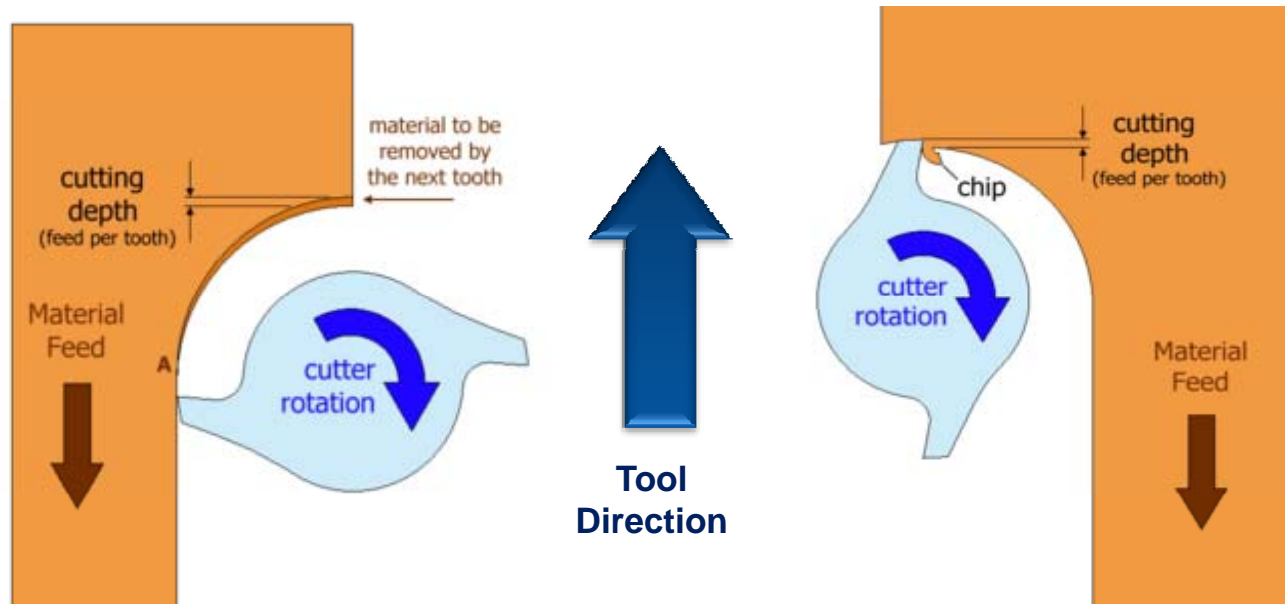 material to be
removed by
the next tooth
cutting
depth
(feed per tooth)
Material
Feed
A
cutter
rotation
Tool
Direction
cutting
depth
(feed per tooth)
chip
cutter
rotation
Material
Feed